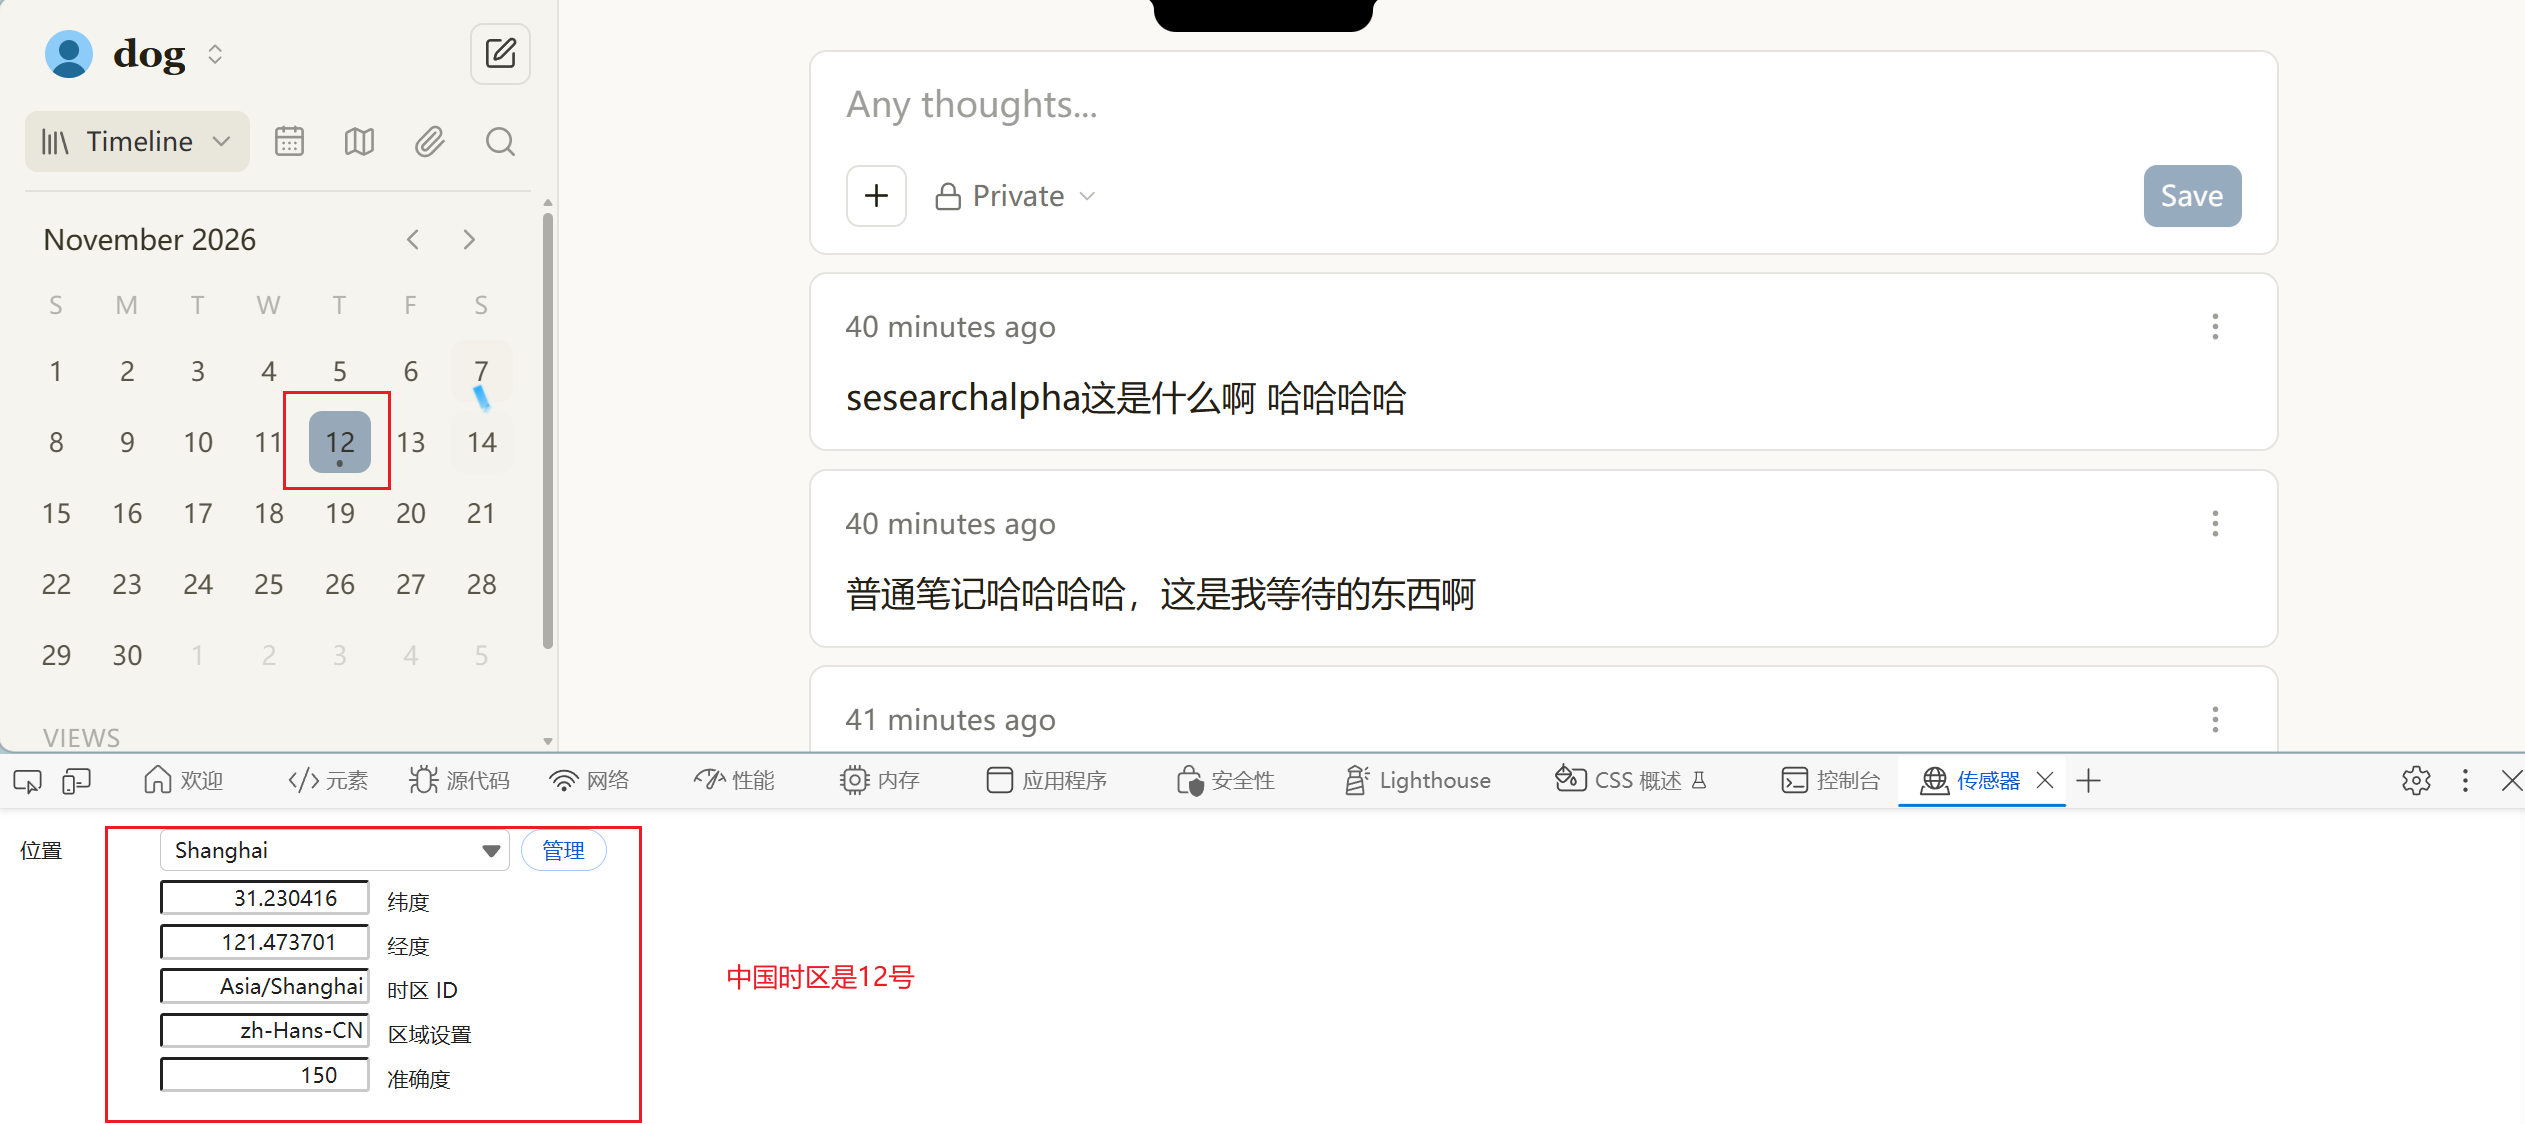 dog
Timeline
November 2026
S M T W T F S
1 2 3 4 5 6 7
8 9 10 11 12 13 14
15 16 17 18 19 20 21
22 23 24 25 26 27 28
29 30 1 2 3 4 5
VIEWS
Any thoughts...
Private
Save
40 minutes ago
sesearchalpha这是什么啊 哈哈哈哈
40 minutes ago
普通笔记哈哈哈哈，这是我等待的东西啊
41 minutes ago
欢迎 元素 源代码 网络 性能 内存 应用程序 安全性 Lighthouse CSS 概述 控制台 传感器
位置 Shanghai 管理
31.230416 纬度
121.473701 经度
Asia/Shanghai 时区 ID
zh-Hans-CN 区域设置
150 准确度
中国时区是12号